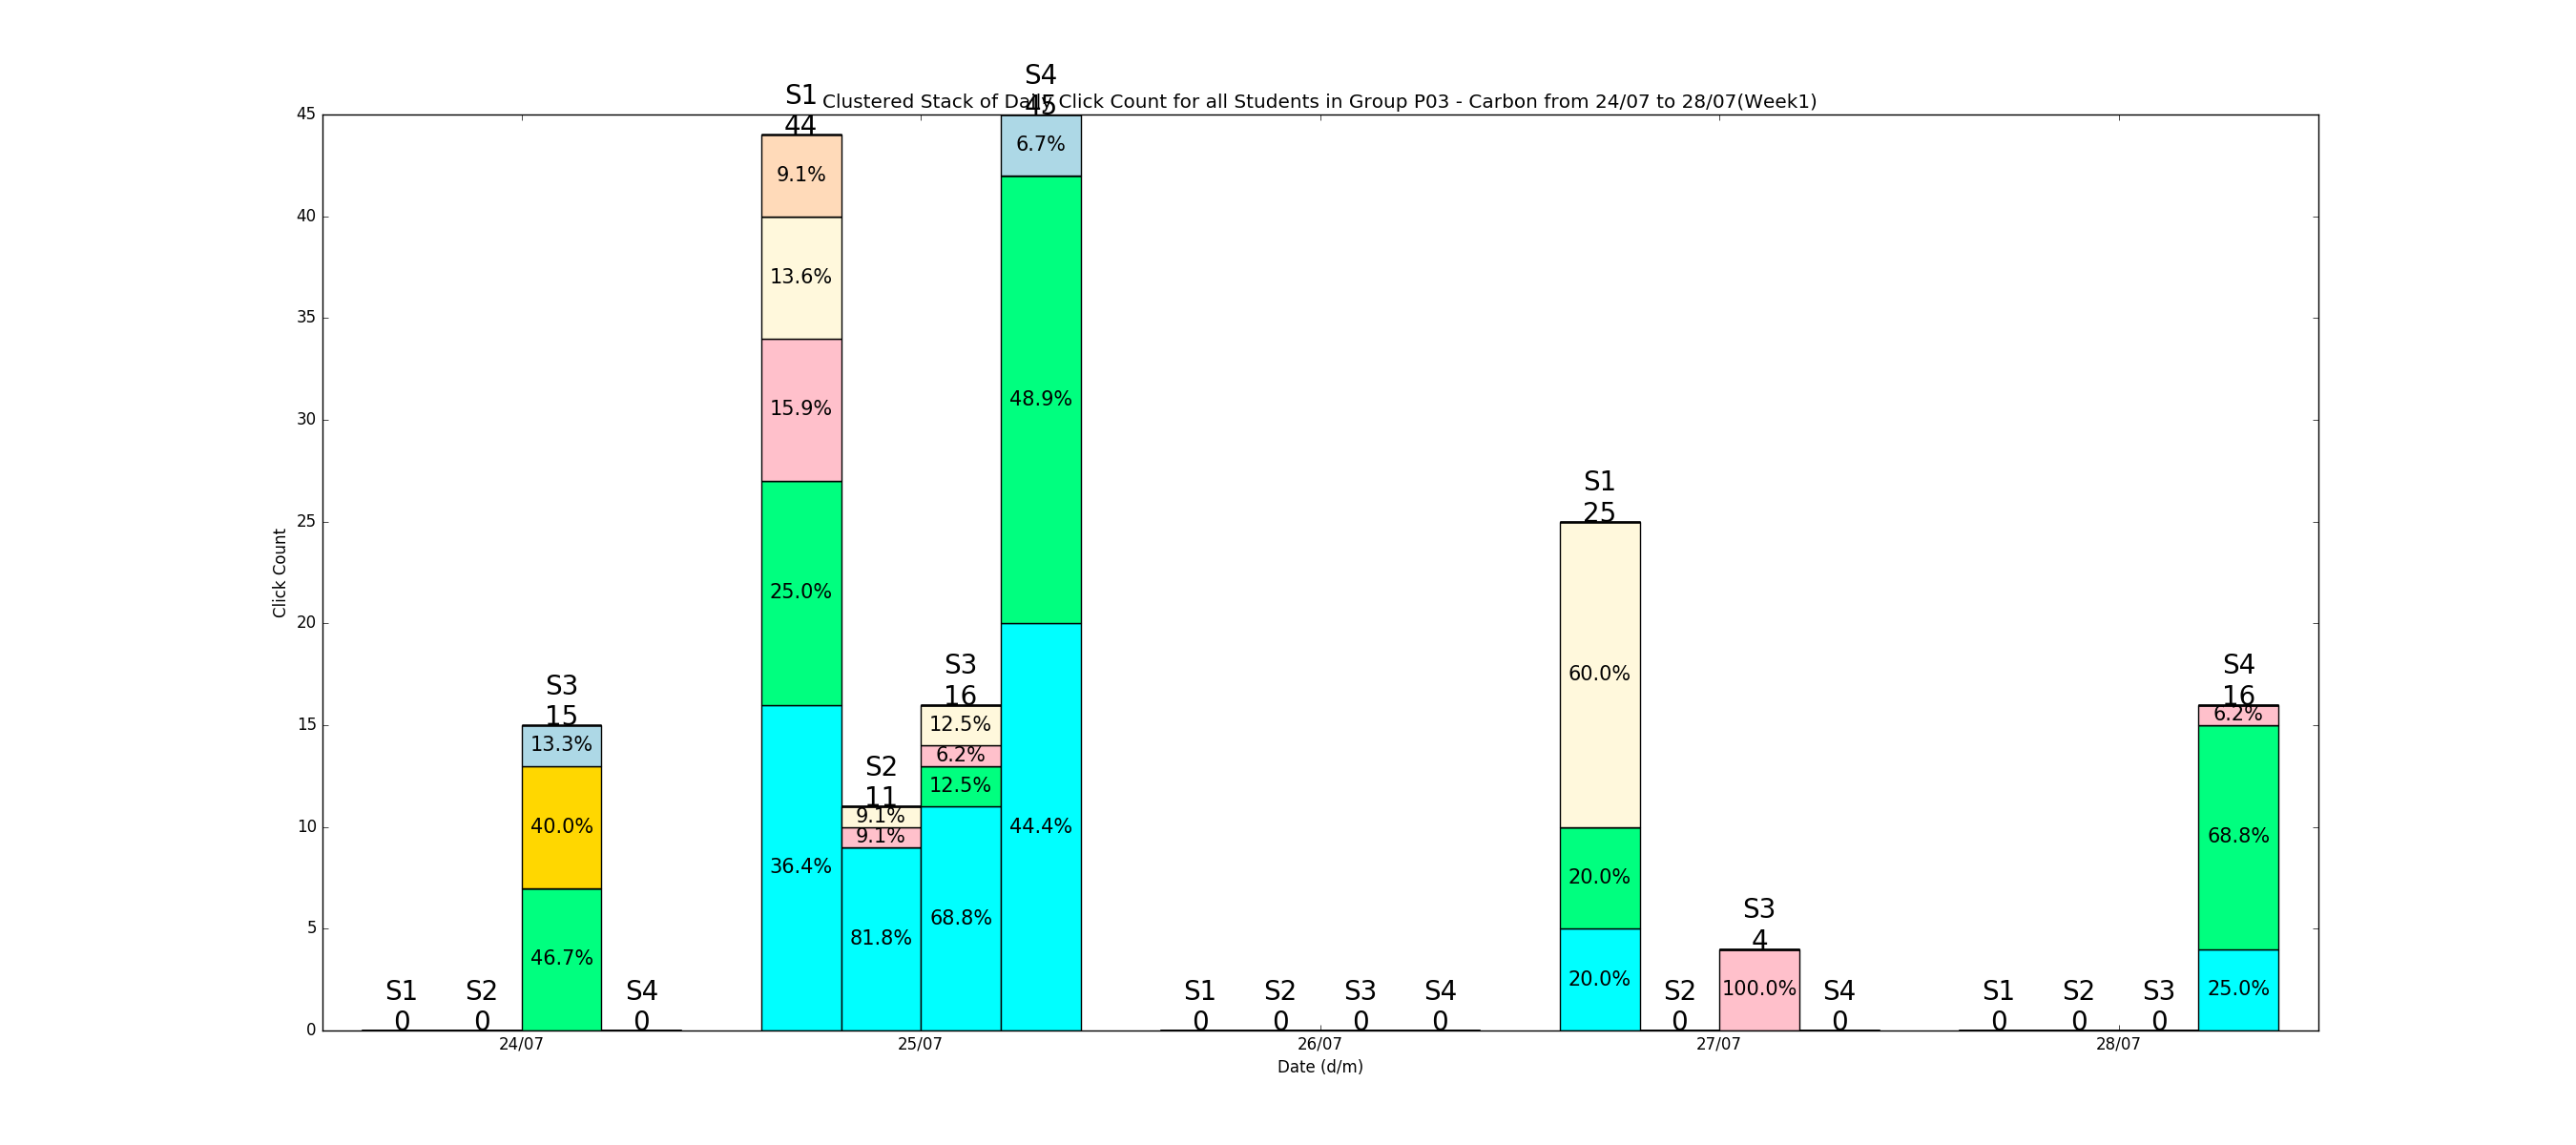 Clustered Stack of Daily Click Count for all Students in Group P03 - Carbon from 24/07 to 28/07(Week1)
Click Count
45
40
35
30
25
20
15
10
5
0
S1
0
S2
0
S3
15
13.3%
40.0%
46.7%
S4
0
S1
44
9.1%
13.6%
15.9%
25.0%
36.4%
S2
11
9.1%
9.1%
81.8%
S3
16
12.5%
6.2%
12.5%
68.8%
S4
45
6.7%
48.9%
44.4%
S1
0
S2
0
S3
0
S4
0
S1
25
60.0%
20.0%
20.0%
S2
0
S3
4
100.0%
S4
0
S1
0
S2
0
S3
0
S4
16
6.2%
68.8%
25.0%
24/07
25/07
26/07
27/07
28/07
Date (d/m)